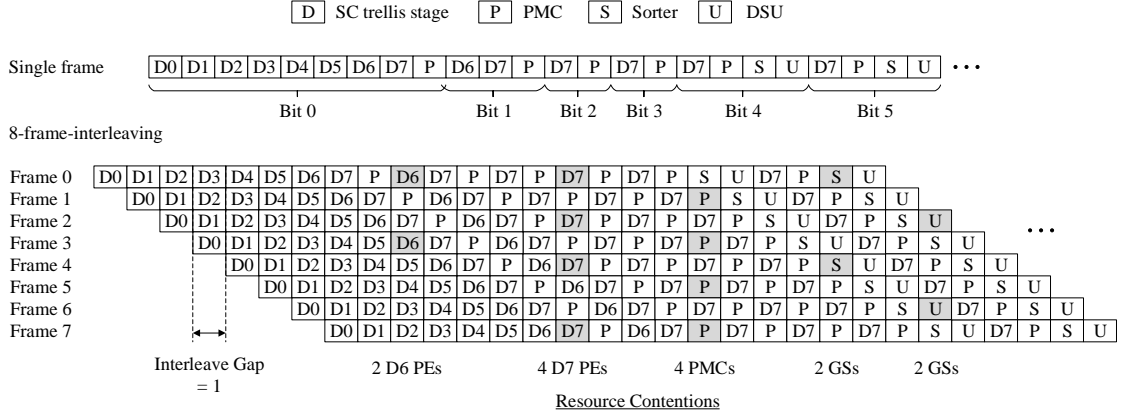 D SC trellis stage P PMC S Sorter U DSU
Single frame D0 D1 D2 D3 D4 D5 D6 D7 P D6 D7 P D7 P D7 P D7 P S U D7 P S U •••
Bit 0 Bit 1 Bit 2 Bit 3 Bit 4 Bit 5
8-frame-interleaving
Frame 0 D0 D1 D2 D3 D4 D5 D6 D7 P D6 D7 P D7 P D7 P D7 P S U D7 P S U
Frame 1 D0 D1 D2 D3 D4 D5 D6 D7 P D6 D7 P D7 P D7 P D7 P S U D7 P S U
Frame 2 D0 D1 D2 D3 D4 D5 D6 D7 P D6 D7 P D7 P D7 P D7 P S U D7 P S U •••
Frame 3 D0 D1 D2 D3 D4 D5 D6 D7 P D6 D7 P D7 P D7 P D7 P S U D7 P S U
Frame 4 D0 D1 D2 D3 D4 D5 D6 D7 P D6 D7 P D7 P D7 P D7 P S U D7 P S U
Frame 5 D0 D1 D2 D3 D4 D5 D6 D7 P D6 D7 P D7 P D7 P D7 P S U D7 P S U
Frame 6 D0 D1 D2 D3 D4 D5 D6 D7 P D6 D7 P D7 P D7 P D7 P S U D7 P S U
Frame 7 D0 D1 D2 D3 D4 D5 D6 D7 P D6 D7 P D7 P D7 P D7 P S U D7 P S U
Interleave Gap
= 1
2 D6 PEs 4 D7 PEs 4 PMCs 2 GSs 2 GSs
Resource Contentions